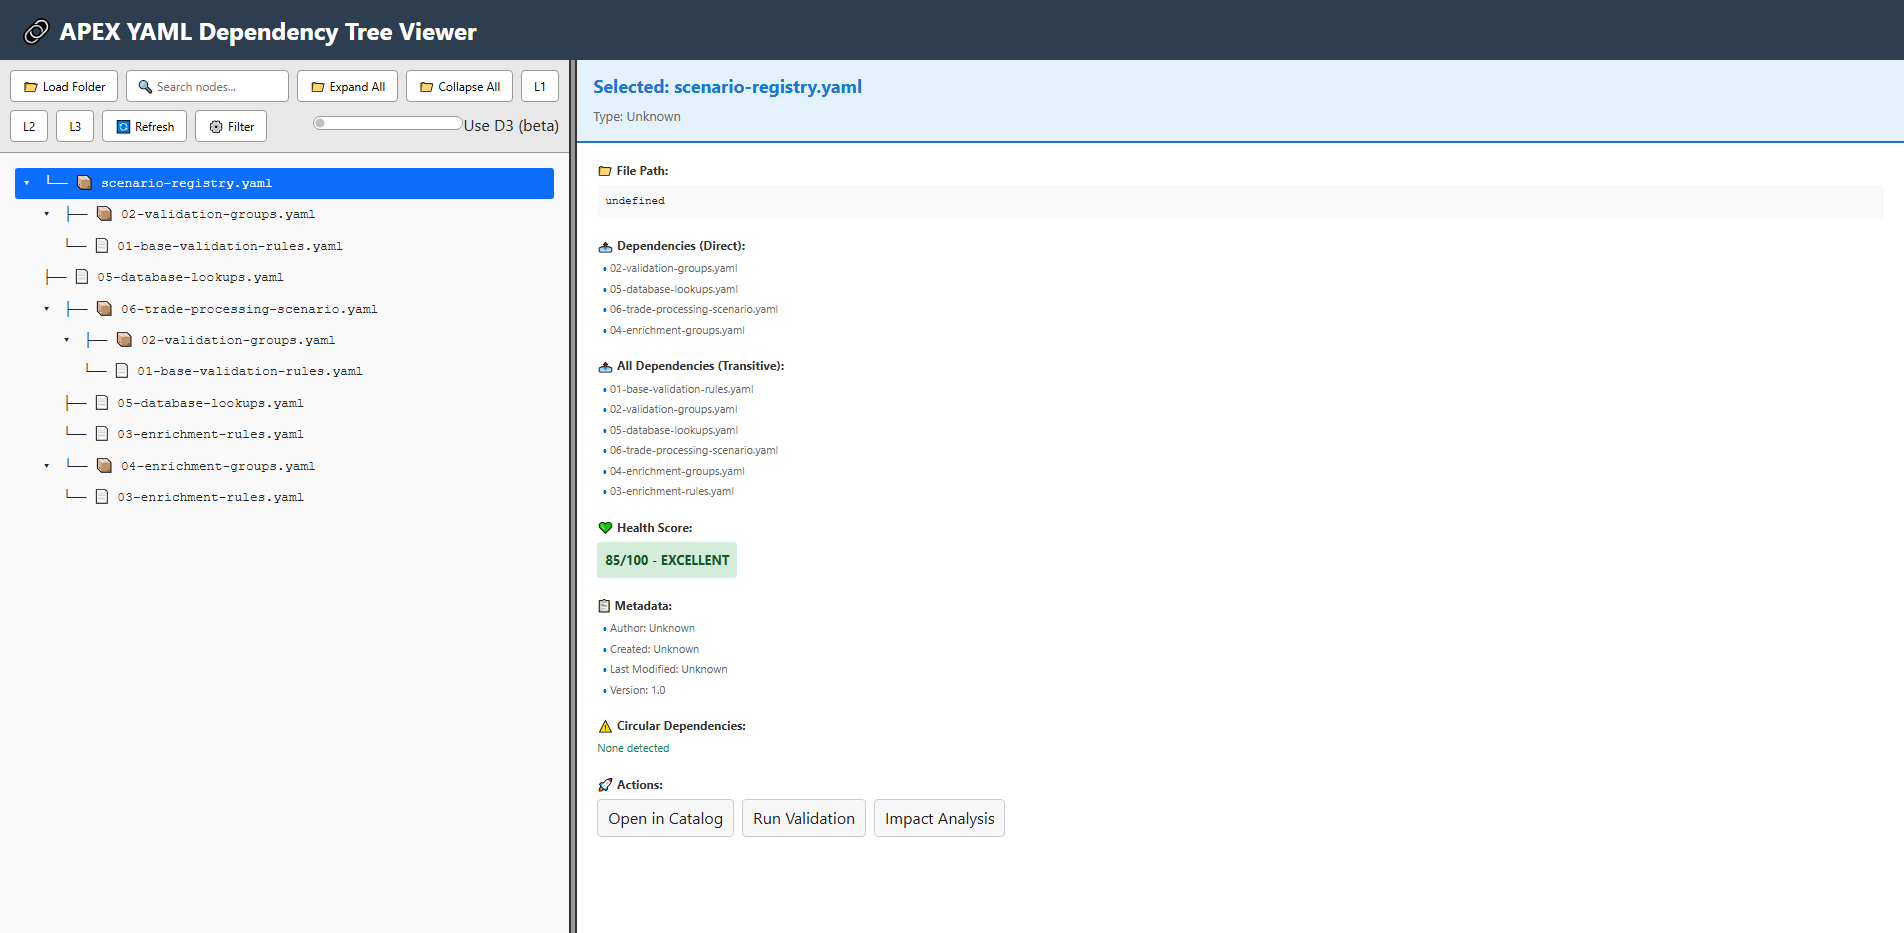 APEX YAML Dependency Tree Viewer
Load Folder
Search nodes...
Expand All
Collapse All
L1
L2
L3
Refresh
Filter
Use D3 (beta)
scenario-registry.yaml
02-validation-groups.yaml
01-base-validation-rules.yaml
05-database-lookups.yaml
06-trade-processing-scenario.yaml
02-validation-groups.yaml
01-base-validation-rules.yaml
05-database-lookups.yaml
03-enrichment-rules.yaml
04-enrichment-groups.yaml
03-enrichment-rules.yaml
Selected: scenario-registry.yaml
Type: Unknown
File Path:
undefined
Dependencies (Direct):
• 02-validation-groups.yaml
• 05-database-lookups.yaml
• 06-trade-processing-scenario.yaml
• 04-enrichment-groups.yaml
All Dependencies (Transitive):
• 01-base-validation-rules.yaml
• 02-validation-groups.yaml
• 05-database-lookups.yaml
• 06-trade-processing-scenario.yaml
• 04-enrichment-groups.yaml
• 03-enrichment-rules.yaml
Health Score:
85/100 - EXCELLENT
Metadata:
• Author: Unknown
• Created: Unknown
• Last Modified: Unknown
• Version: 1.0
Circular Dependencies:
None detected
Actions:
Open in Catalog
Run Validation
Impact Analysis